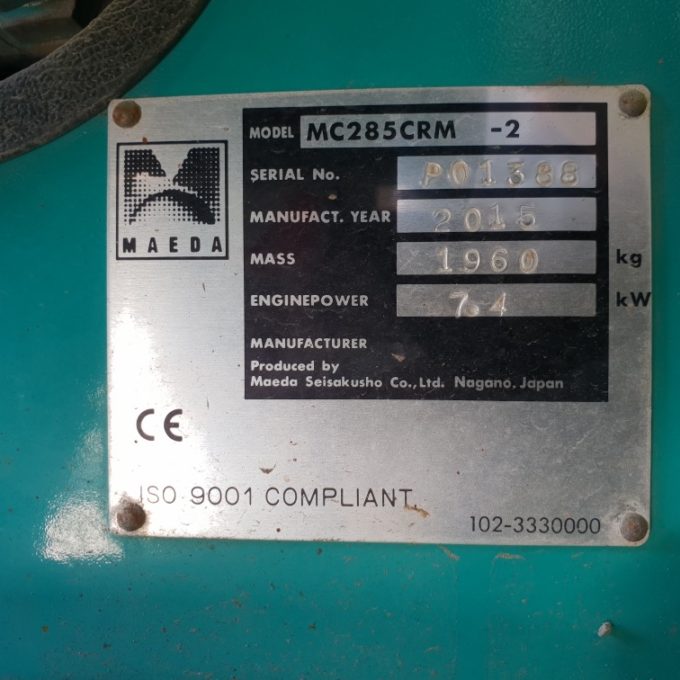 MAEDA
MODEL MC285CRM -2
SERIAL No. P01388
MANUFACT. YEAR 2015
MASS 1960 kg
ENGINEPOWER 7.4 kW
MANUFACTURER
Produced by
Maeda Seisakusho Co.,Ltd. Nagano, Japan
CE
ISO 9001 COMPLIANT.
102-3330000